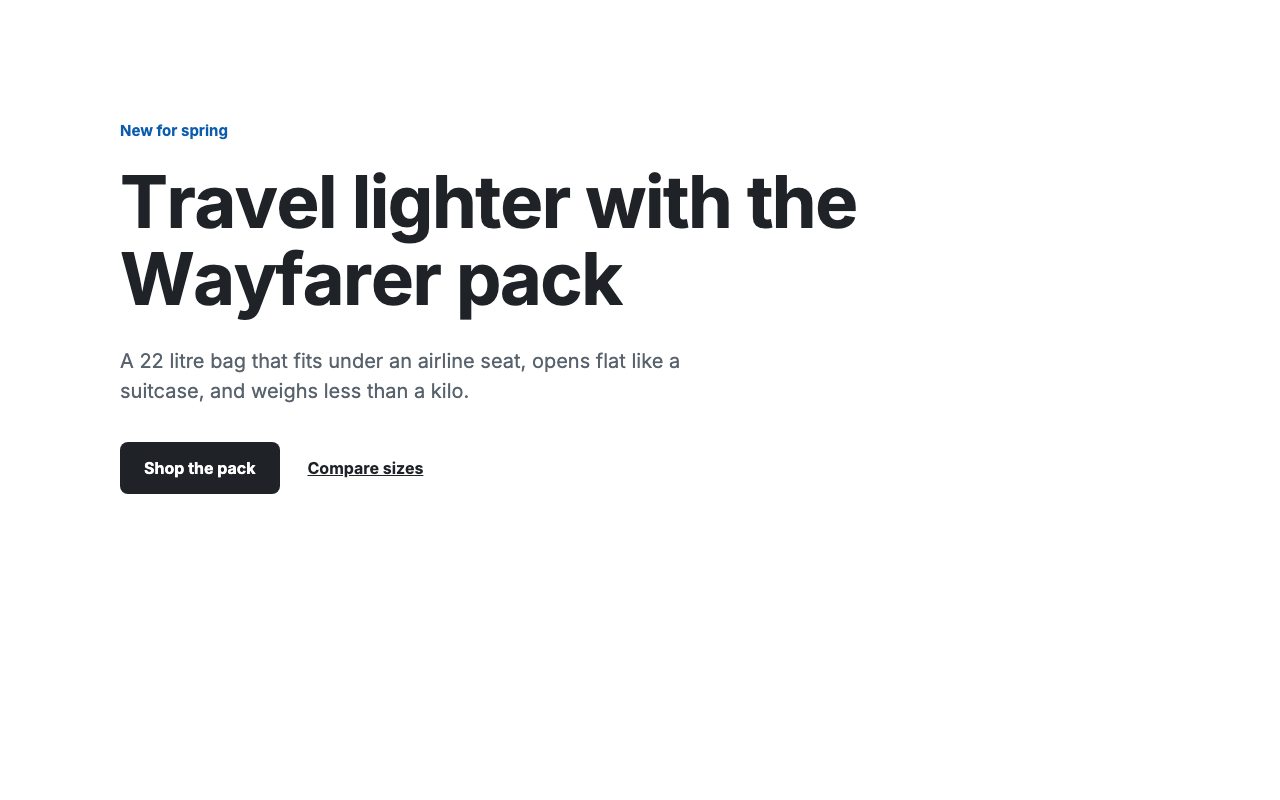 New for spring
Travel lighter with the
Wayfarer pack
A 22 litre bag that fits under an airline seat, opens flat like a
suitcase, and weighs less than a kilo.
Shop the pack
Compare sizes